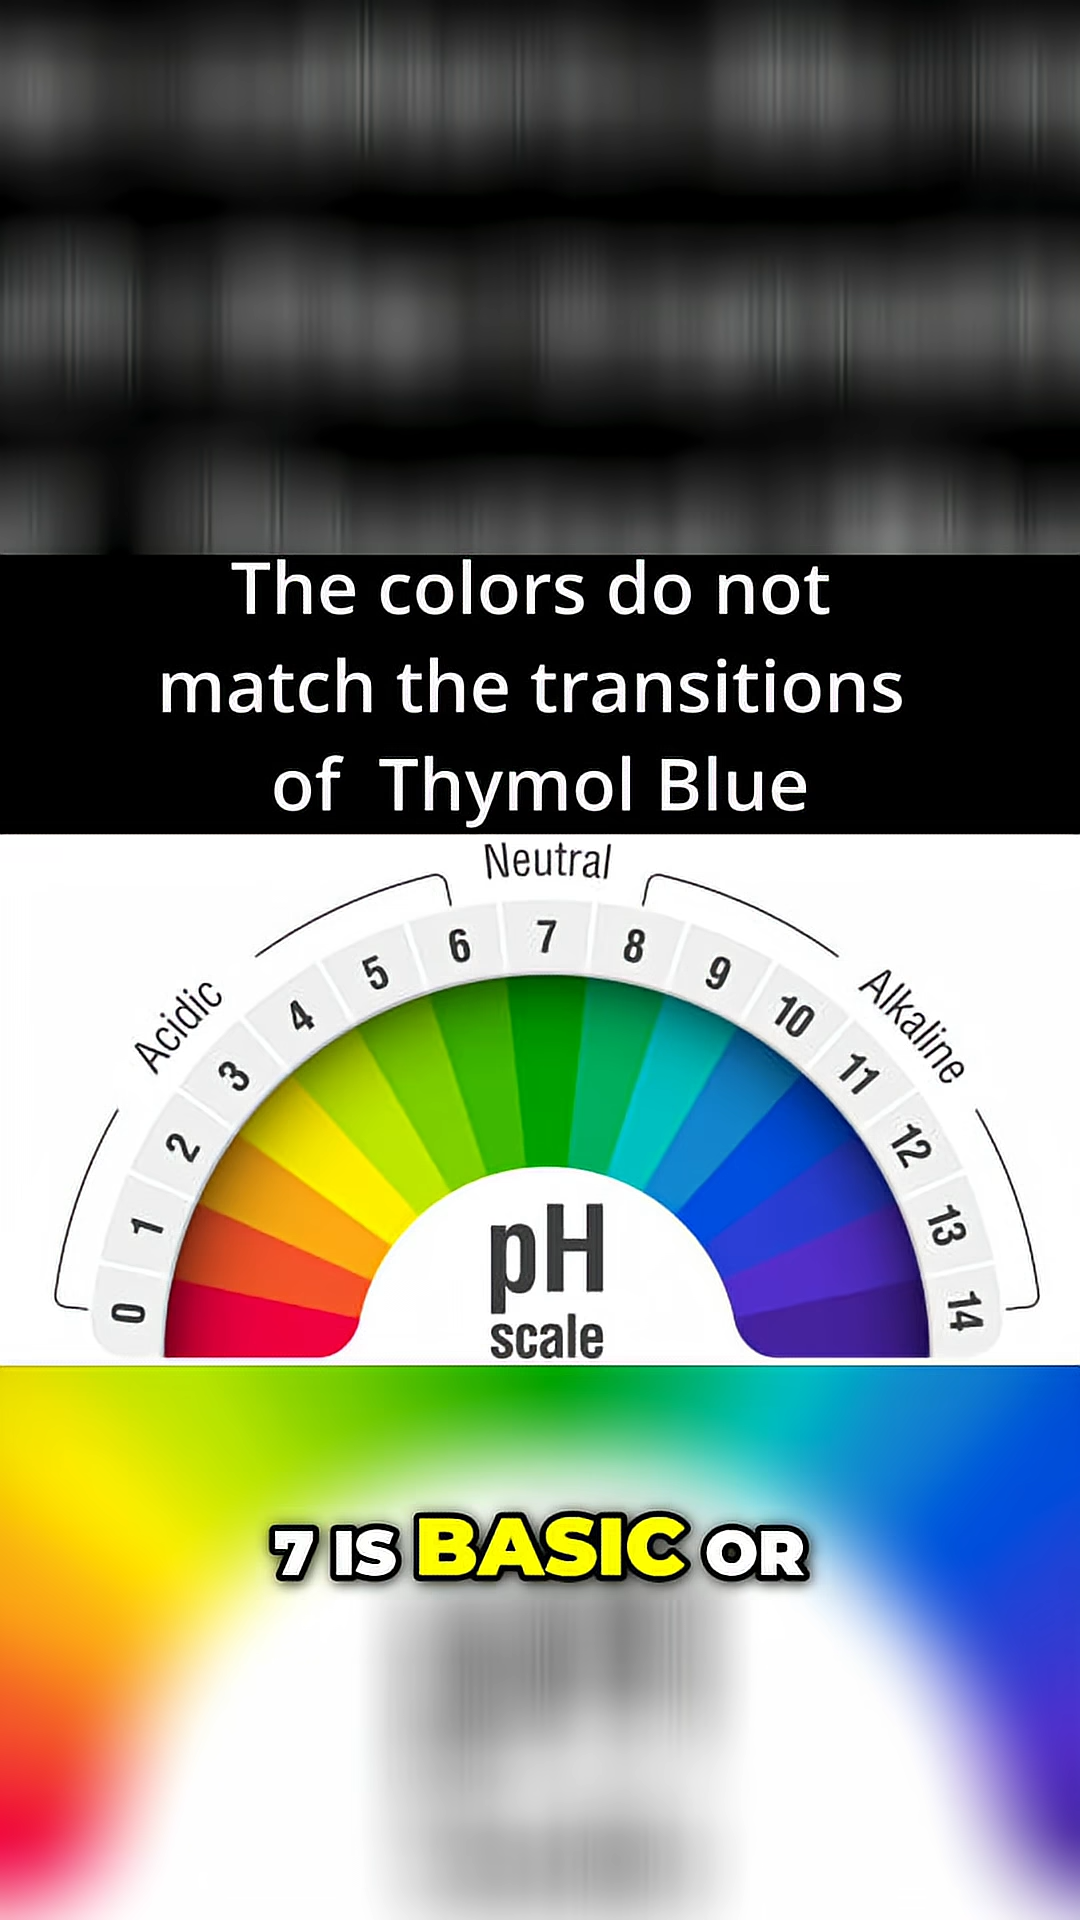 The colors do not
match the transitions
of  Thymol Blue
Neutral
Acidic
Alkaline
0 1 2 3 4 5 6 7 8 9 10 11 12 13 14
pH
scale
7 IS BASIC OR